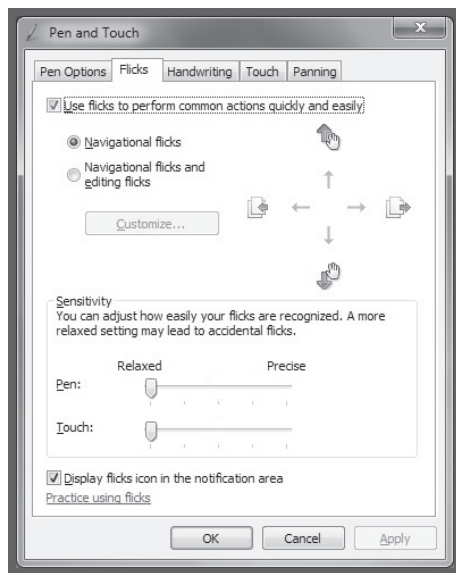 Pen and Touch
Pen Options Flicks Handwriting Touch Panning
Use flicks to perform common actions quickly and easily
Navigational flicks
Navigational flicks and
editing flicks
Customize...
Sensitivity
You can adjust how easily your flicks are recognized. A more
relaxed setting may lead to accidental flicks.
Relaxed Precise
Pen:
Touch:
Display flicks icon in the notification area
Practice using flicks
OK Cancel Apply